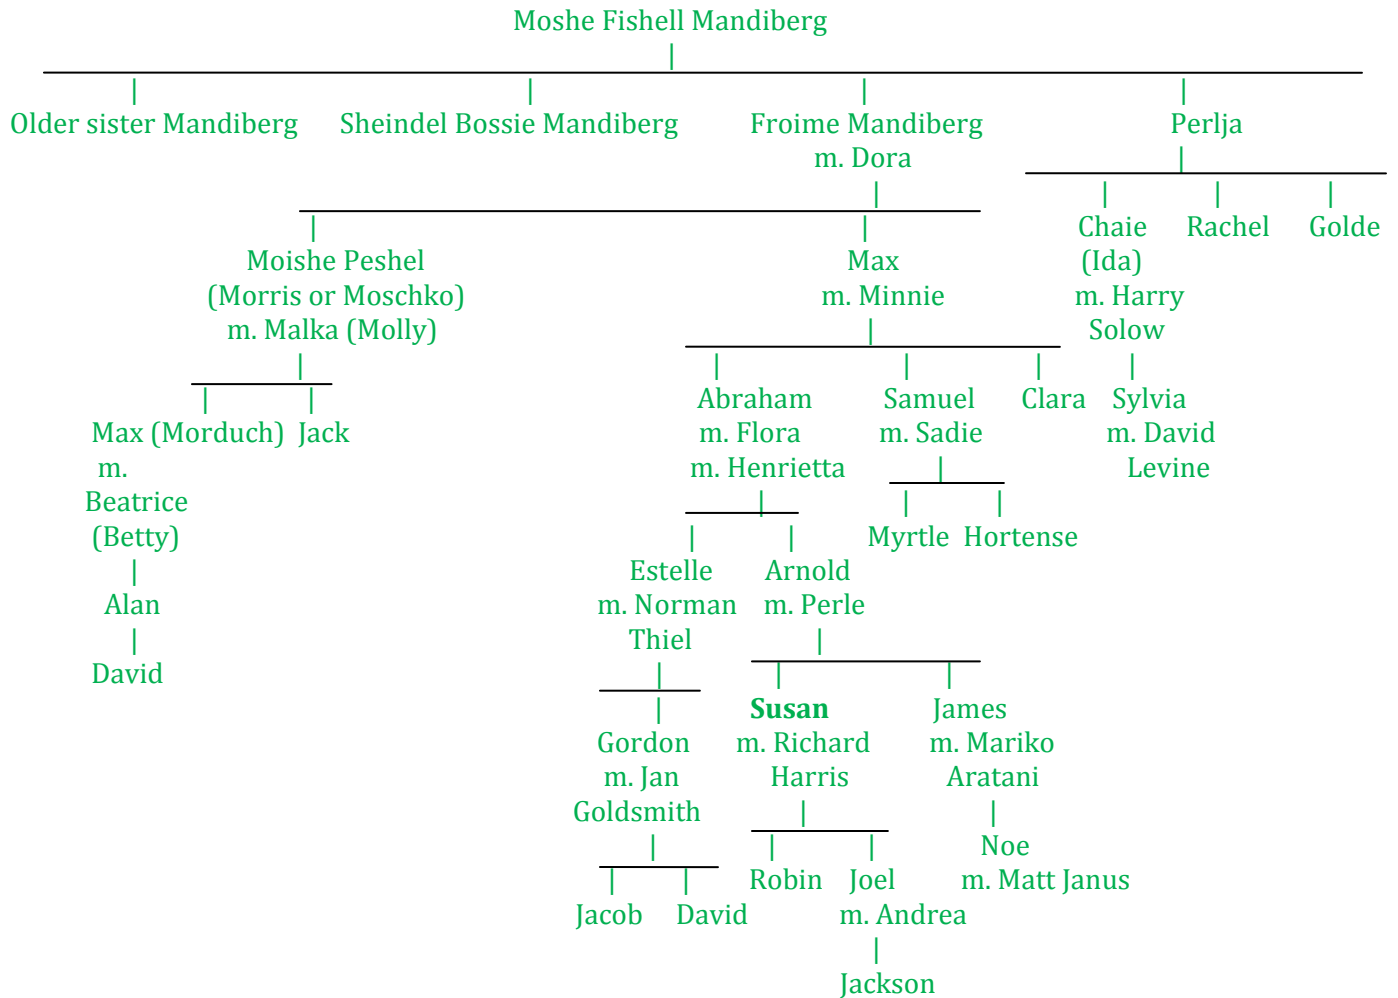 Moshe Fishell Mandiberg
Older sister Mandiberg Sheindel Bossie Mandiberg Froime Mandiberg Perlja
m. Dora
Chaie Rachel Golde
Moishe Peshel Max (Ida)
(Morris or Moschko) m. Minnie m. Harry
m. Malka (Molly) Solow
Abraham Samuel Clara Sylvia
Max (Morduch) Jack m. Flora m. Sadie m. David
m. m. Henrietta Levine
Beatrice
(Betty) Myrtle Hortense
Estelle Arnold
Alan m. Norman m. Perle
Thiel
David
Susan James
Gordon m. Richard m. Mariko
m. Jan Harris Aratani
Goldsmith
Noe
Robin Joel m. Matt Janus
Jacob David m. Andrea
Jackson